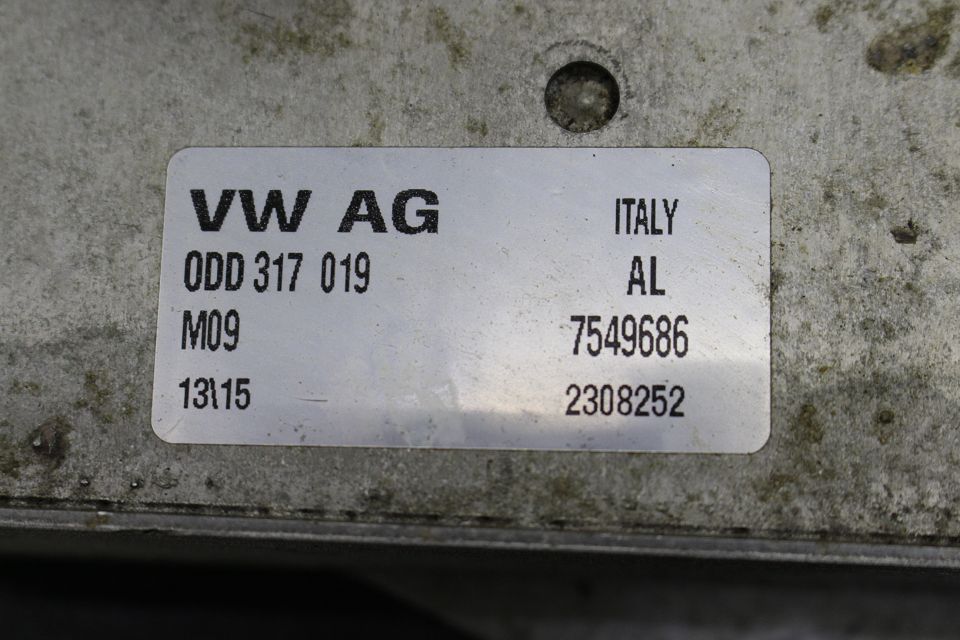 VW AG ITALY
0DD 317 019 AL
M09 7549686
13\15 2308252